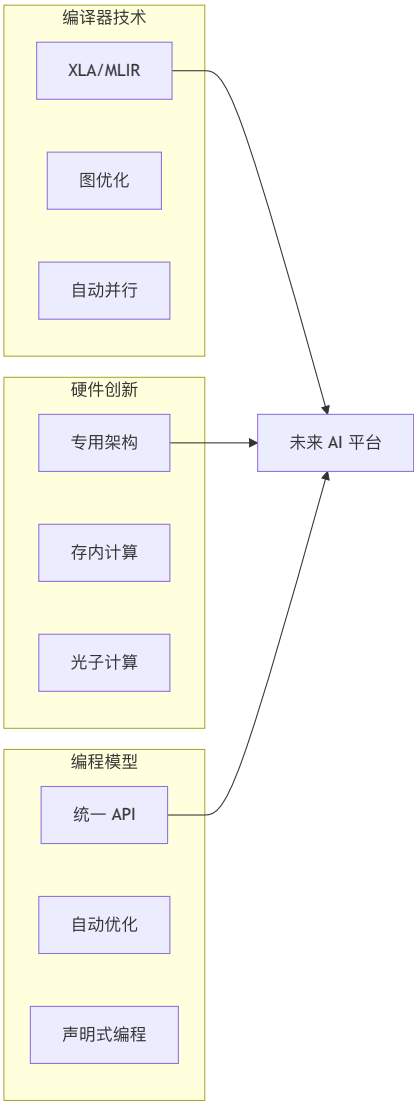 编译器技术
XLA/MLIR
图优化
自动并行
硬件创新
专用架构
未来 AI 平台
存内计算
光子计算
编程模型
统一 API
自动优化
声明式编程